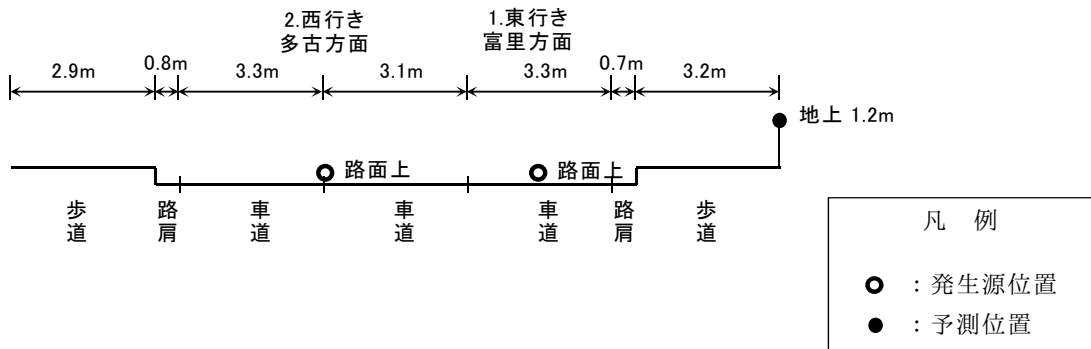 2.西行き
多古方面
1.東行き
富里方面
2.9m
0.8m
3.3m
3.1m
3.3m
0.7m
3.2m
地上 1.2m
路面上
路面上
歩道
路肩
車道
車道
車道
路肩
歩道
凡 例
：発生源位置
：予測位置